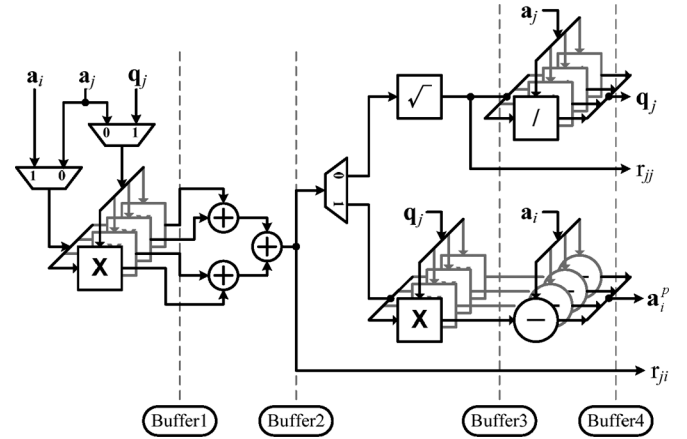 a_j
a_i a_j q_j
√
/
q_j
0 1
1 0
r_jj
0
1
q_j a_i
X
X
−
a_i^p
r_ji
Buffer1 Buffer2 Buffer3 Buffer4